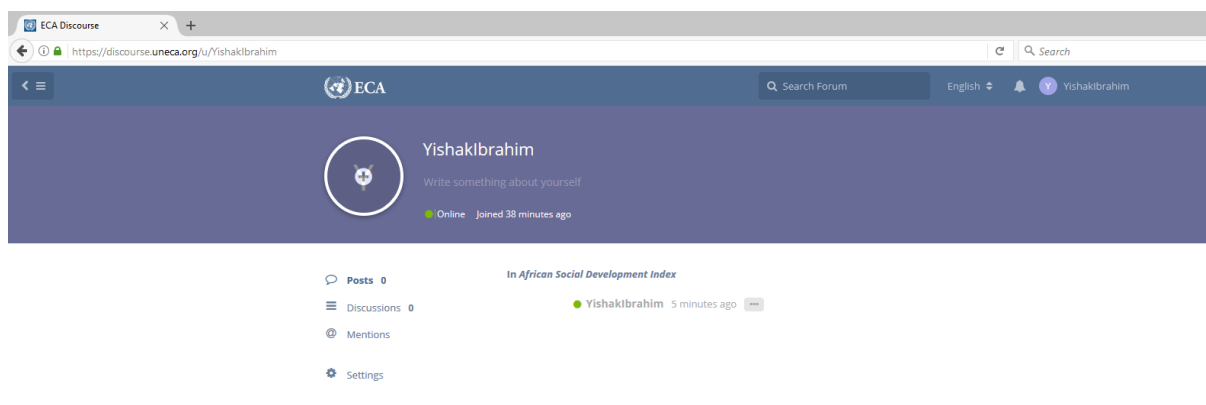 ECA Discourse
https://discourse.uneca.org/u/YishakIbrahim
Search
ECA
Search Forum
English
Y
YishakIbrahim
YishakIbrahim
Write something about yourself
Online Joined 38 minutes ago
Posts 0
Discussions 0
@ Mentions
Settings
In African Social Development Index
YishakIbrahim 5 minutes ago